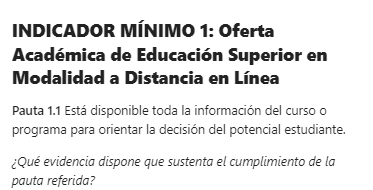 INDICADOR MÍNIMO 1: Oferta
Académica de Educación Superior en
Modalidad a Distancia en Línea
Pauta 1.1 Está disponible toda la información del curso o
programa para orientar la decisión del potencial estudiante.
¿Qué evidencia dispone que sustenta el cumplimiento de la
pauta referida?